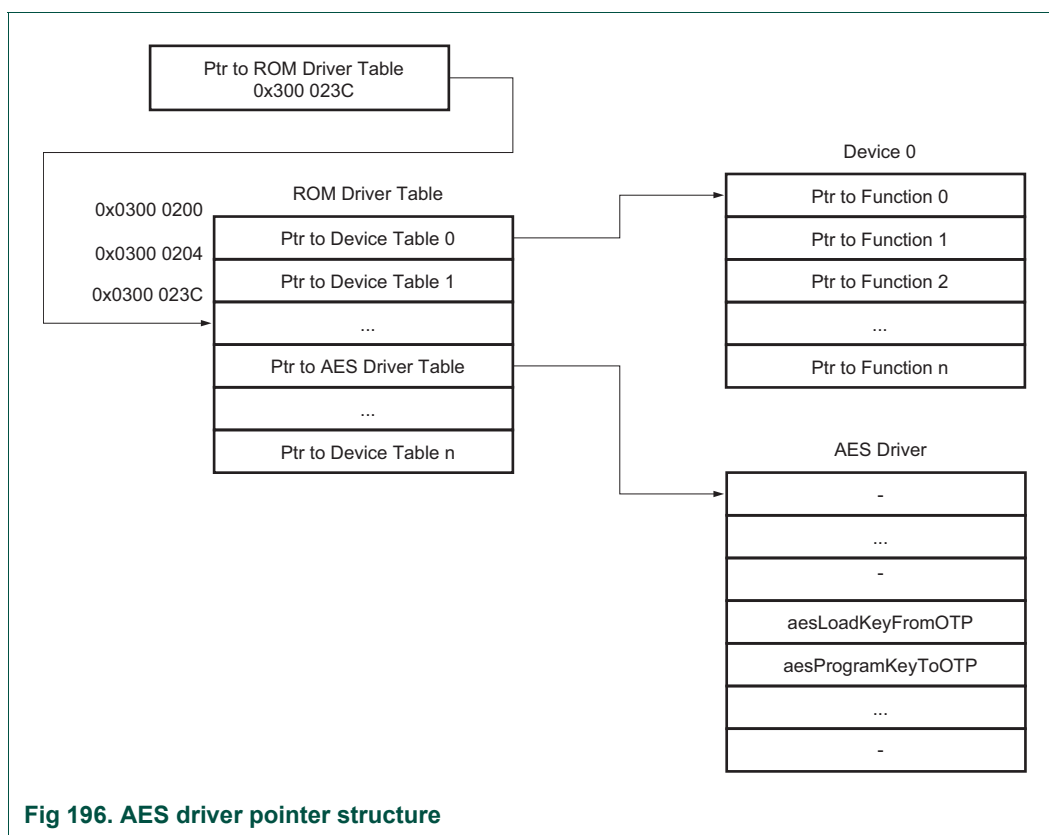 Ptr to ROM Driver Table
0x300 023C
ROM Driver Table
0x0300 0200
Ptr to Device Table 0
0x0300 0204
Ptr to Device Table 1
0x0300 023C
...
Ptr to AES Driver Table
...
Ptr to Device Table n
Device 0
Ptr to Function 0
Ptr to Function 1
Ptr to Function 2
...
Ptr to Function n
AES Driver
-
...
-
aesLoadKeyFromOTP
aesProgramKeyToOTP
...
-
Fig 196. AES driver pointer structure